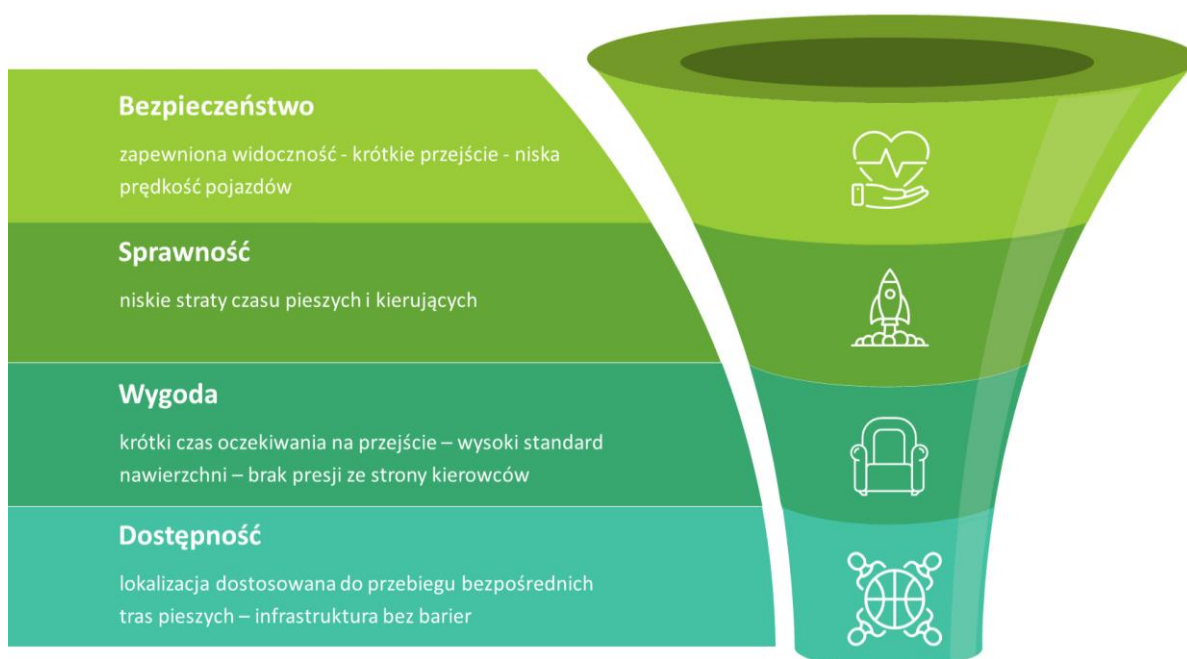 Bezpieczeństwo
zapewniona widoczność - krótkie przejście - niska
prędkość pojazdów
Sprawność
niskie straty czasu pieszych i kierujących
Wygoda
krótki czas oczekiwania na przejście – wysoki standard
nawierzchni – brak presji ze strony kierowców
Dostępność
lokalizacja dostosowana do przebiegu bezpośrednich
tras pieszych – infrastruktura bez barier